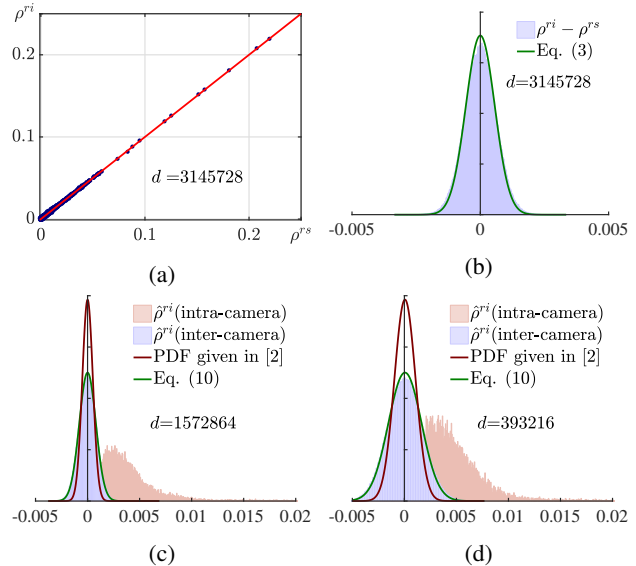 ρ^{ri}
0.2
0.1
0
d =3145728
0 0.1 0.2 ρ^{rs}
(a)
ρ^{ri} − ρ^{rs}
Eq. (3)
d=3145728
-0.005 0 0.005
(b)
ρ̂^{ri}(intra-camera)
ρ̂^{ri}(inter-camera)
PDF given in [2]
Eq. (10)
d=1572864
-0.005 0 0.005 0.01 0.015 0.02
(c)
ρ̂^{ri}(intra-camera)
ρ̂^{ri}(inter-camera)
PDF given in [2]
Eq. (10)
d=393216
-0.005 0 0.005 0.01 0.015 0.02
(d)